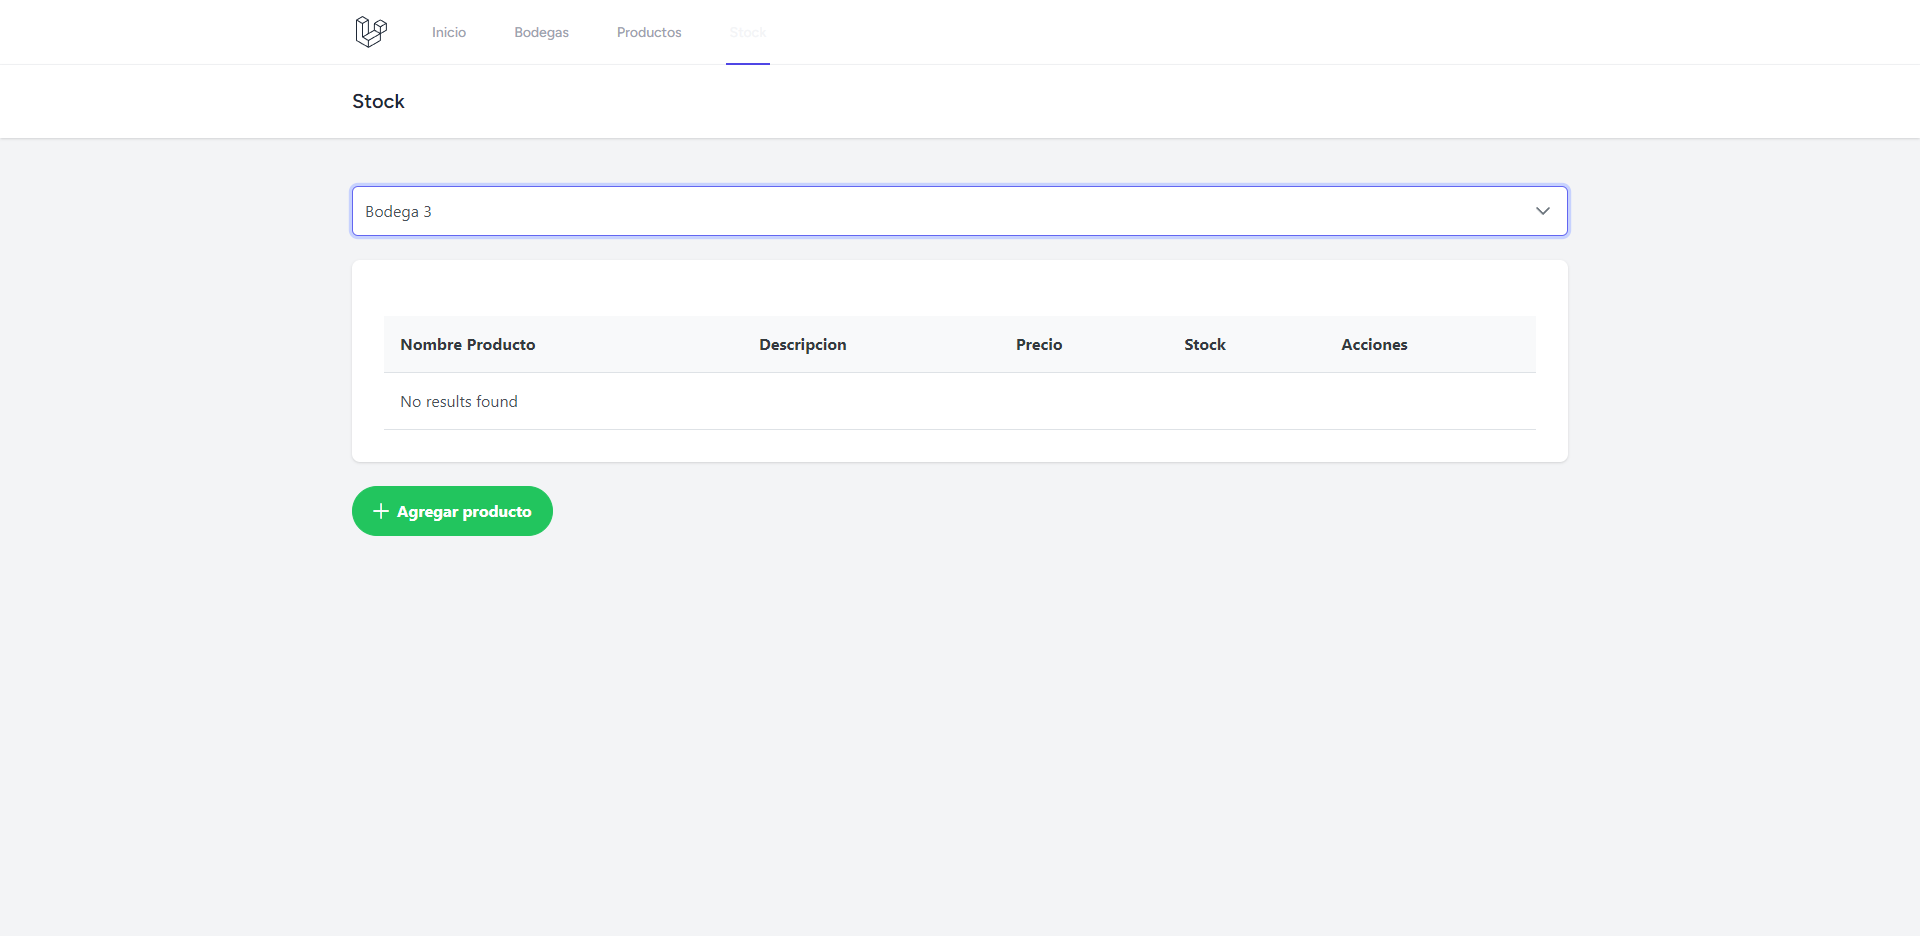 Inicio Bodegas Productos Stock
Stock
Bodega 3
Nombre Producto Descripcion Precio Stock Acciones
No results found
Agregar producto